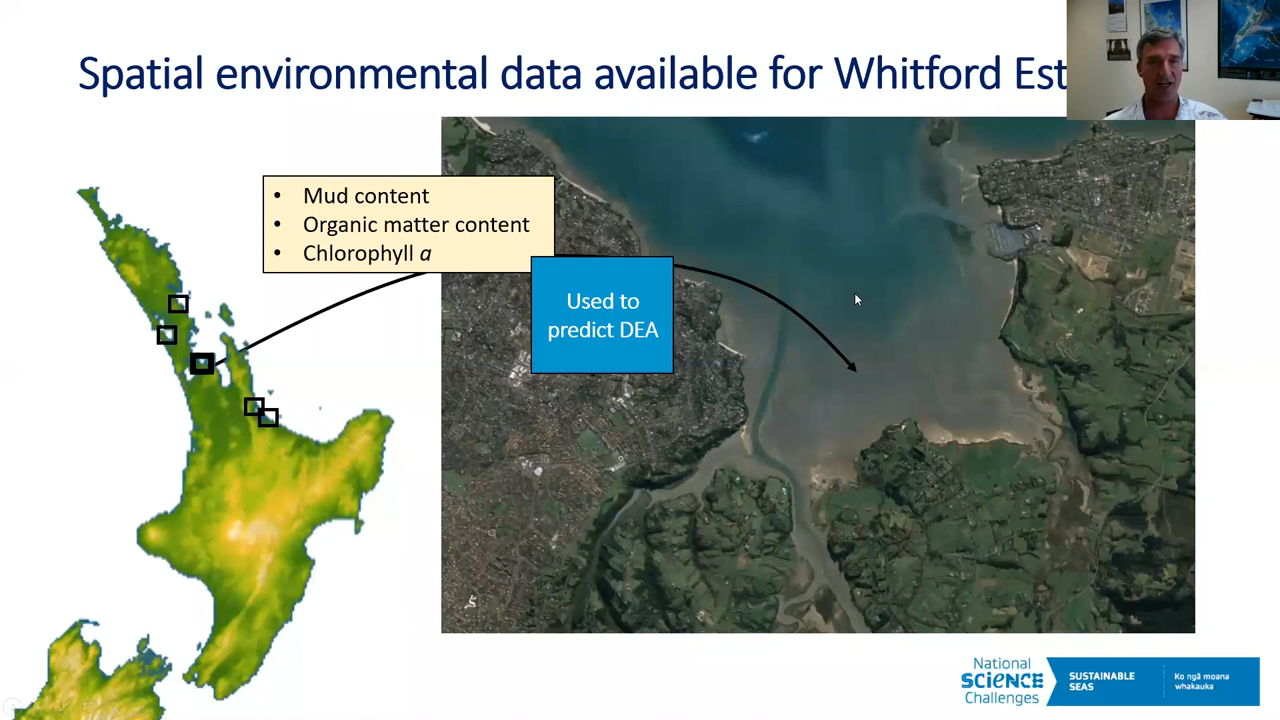 Spatial environmental data available for Whitford Est
• Mud content
• Organic matter content
• Chlorophyll a
Used to
predict DEA
National
SCIENCE
Challenges
SUSTAINABLE
SEAS
Ko ngā moana
whakauka